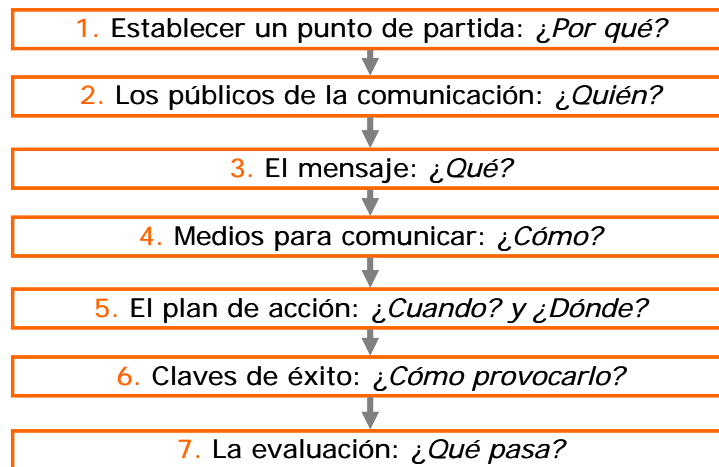 1. Establecer un punto de partida: ¿Por qué?
2. Los públicos de la comunicación: ¿Quién?
3. El mensaje: ¿Qué?
4. Medios para comunicar: ¿Cómo?
5. El plan de acción: ¿Cuando? y ¿Dónde?
6. Claves de éxito: ¿Cómo provocarlo?
7. La evaluación: ¿Qué pasa?